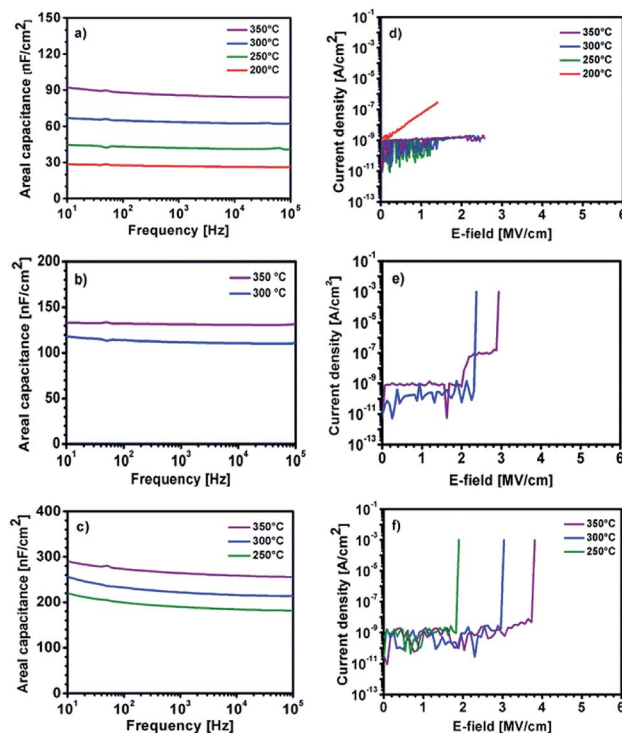 a)
350°C
300°C
250°C
200°C
Areal capacitance [nF/cm²]
150
120
90
60
30
0
10¹ 10² 10³ 10⁴ 10⁵
Frequency [Hz]
d)
350°C
300°C
250°C
200°C
Current density [A/cm²]
10⁻¹
10⁻³
10⁻⁵
10⁻⁷
10⁻⁹
10⁻¹¹
10⁻¹³
0 1 2 3 4 5 6
E-field [MV/cm]
b)
350 °C
300 °C
Areal capacitance [nF/cm²]
200
150
100
50
0
10¹ 10² 10³ 10⁴ 10⁵
Frequency [Hz]
e)
350°C
300°C
Current density [A/cm²]
10⁻¹
10⁻³
10⁻⁵
10⁻⁷
10⁻⁹
10⁻¹¹
10⁻¹³
0 1 2 3 4 5 6
E-field [MV/cm]
c)
350°C
300°C
250°C
Areal capacitance [nF/cm²]
400
300
200
100
0
10¹ 10² 10³ 10⁴ 10⁵
Frequency [Hz]
f)
350°C
300°C
250°C
Current density [A/cm²]
10⁻¹
10⁻³
10⁻⁵
10⁻⁷
10⁻⁹
10⁻¹¹
10⁻¹³
0 1 2 3 4 5 6
E-field [MV/cm]